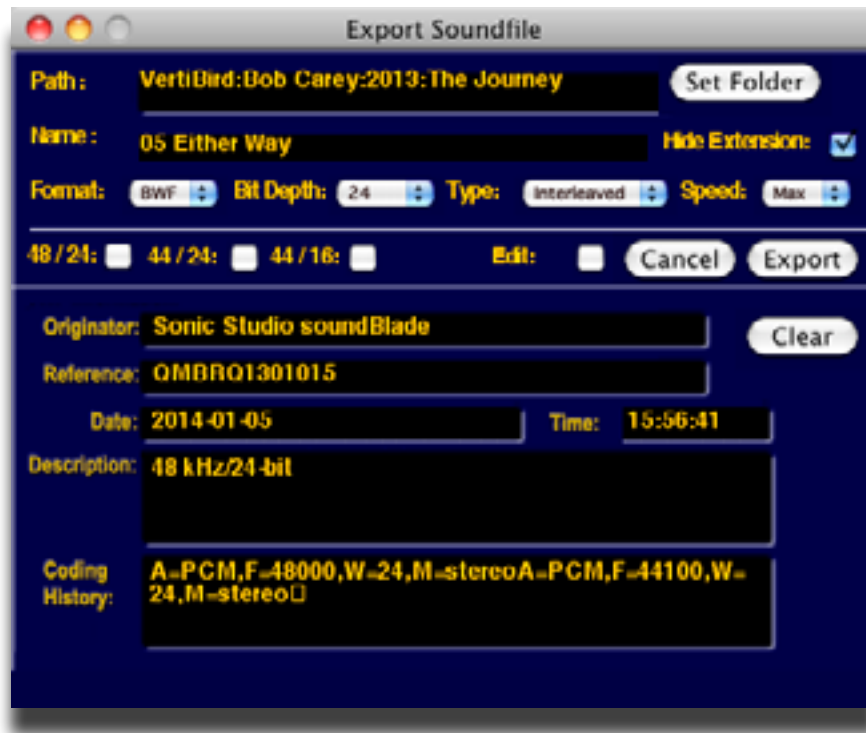 Export Soundfile
Path: VertiBird:Bob Carey:2013:The Journey Set Folder
Name: 05 Either Way Hide Extension:
Format: BWF Bit Depth: 24 Type: Interleaved Speed: Max
48/24: 44/24: 44/16: Edit: Cancel Export
Originator: Sonic Studio soundBlade Clear
Reference: QMBRQ1301015
Date: 2014-01-05 Time: 15:56:41
Description: 48 kHz/24-bit
Coding History: A=PCM,F=48000,W=24,M=stereoA=PCM,F=44100,W=
24,M=stereo